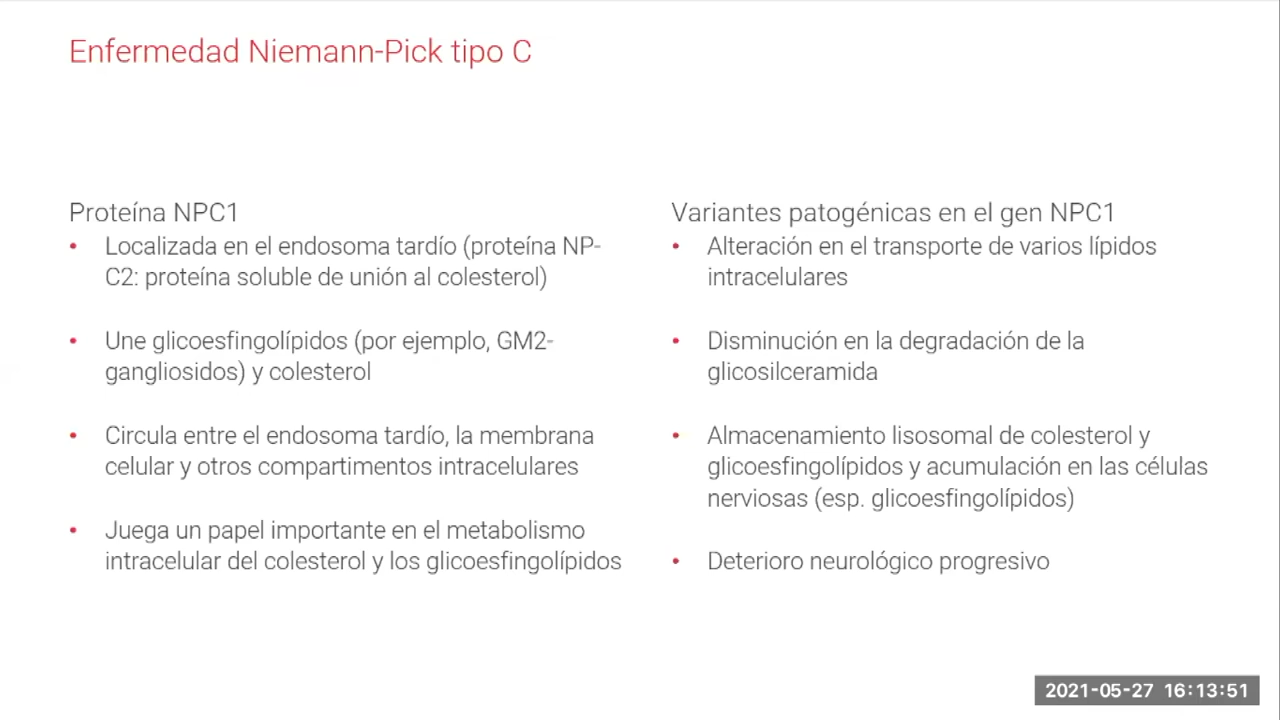 Enfermedad Niemann-Pick tipo C
Proteína NPC1
• Localizada en el endosoma tardío (proteína NP-
C2: proteína soluble de unión al colesterol)
• Une glicoesfingolípidos (por ejemplo, GM2-
gangliosidos) y colesterol
• Circula entre el endosoma tardío, la membrana
celular y otros compartimentos intracelulares
• Juega un papel importante en el metabolismo
intracelular del colesterol y los glicoesfingolípidos
Variantes patogénicas en el gen NPC1
• Alteración en el transporte de varios lípidos
intracelulares
• Disminución en la degradación de la
glicosilceramida
• Almacenamiento lisosomal de colesterol y
glicoesfingolípidos y acumulación en las células
nerviosas (esp. glicoesfingolípidos)
• Deterioro neurológico progresivo
2021-05-27 16:13:51